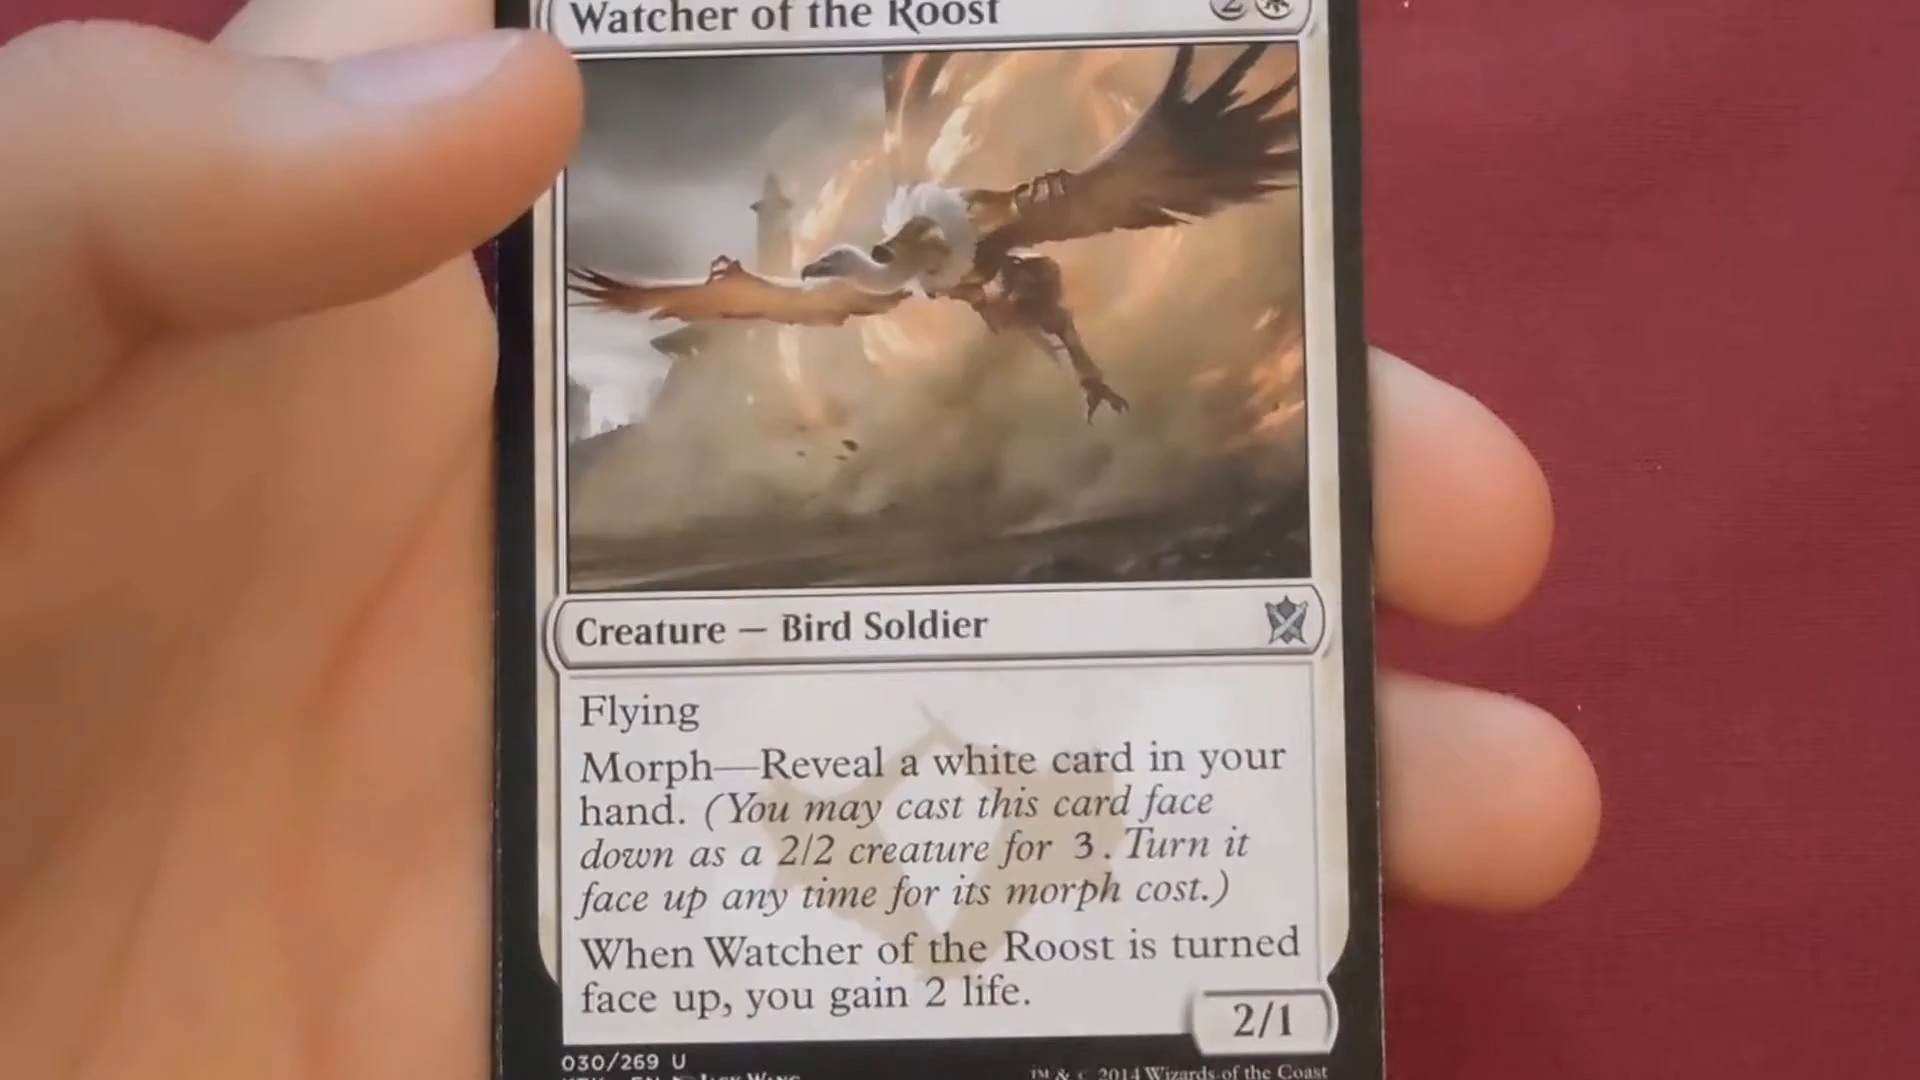 Watcher of the Roost 2
Creature — Bird Soldier
Flying
Morph—Reveal a white card in your
hand. (You may cast this card face
down as a 2/2 creature for 3. Turn it
face up any time for its morph cost.)
When Watcher of the Roost is turned
face up, you gain 2 life.
2/1
030/269 U
™ & © 2014 Wizards of the Coast